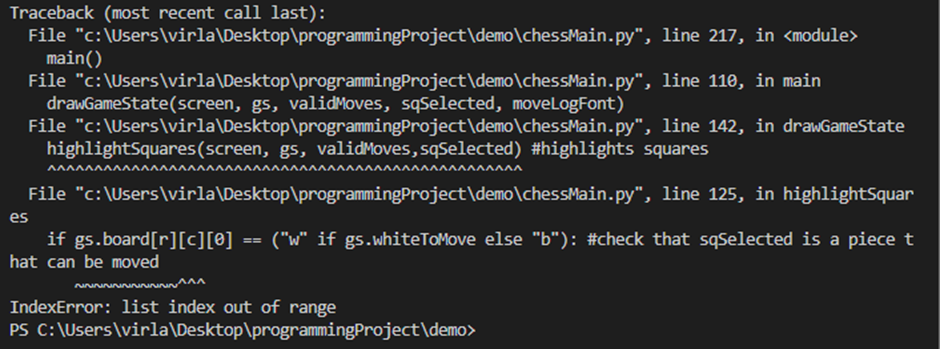 Traceback (most recent call last):
  File "c:\Users\virla\Desktop\programmingProject\demo\chessMain.py", line 217, in <module>
    main()
  File "c:\Users\virla\Desktop\programmingProject\demo\chessMain.py", line 110, in main
    drawGameState(screen, gs, validMoves, sqSelected, moveLogFont)
  File "c:\Users\virla\Desktop\programmingProject\demo\chessMain.py", line 142, in drawGameState
    highlightSquares(screen, gs, validMoves,sqSelected) #highlights squares
    ^^^^^^^^^^^^^^^^^^^^^^^^^^^^^^^^^^^^^^^^^^^^^^^^^^^
  File "c:\Users\virla\Desktop\programmingProject\demo\chessMain.py", line 125, in highlightSquar
es
    if gs.board[r][c][0] == ("w" if gs.whiteToMove else "b"): #check that sqSelected is a piece t
hat can be moved
       ~~~~~~~~~~~^^^
IndexError: list index out of range
PS C:\Users\virla\Desktop\programmingProject\demo>